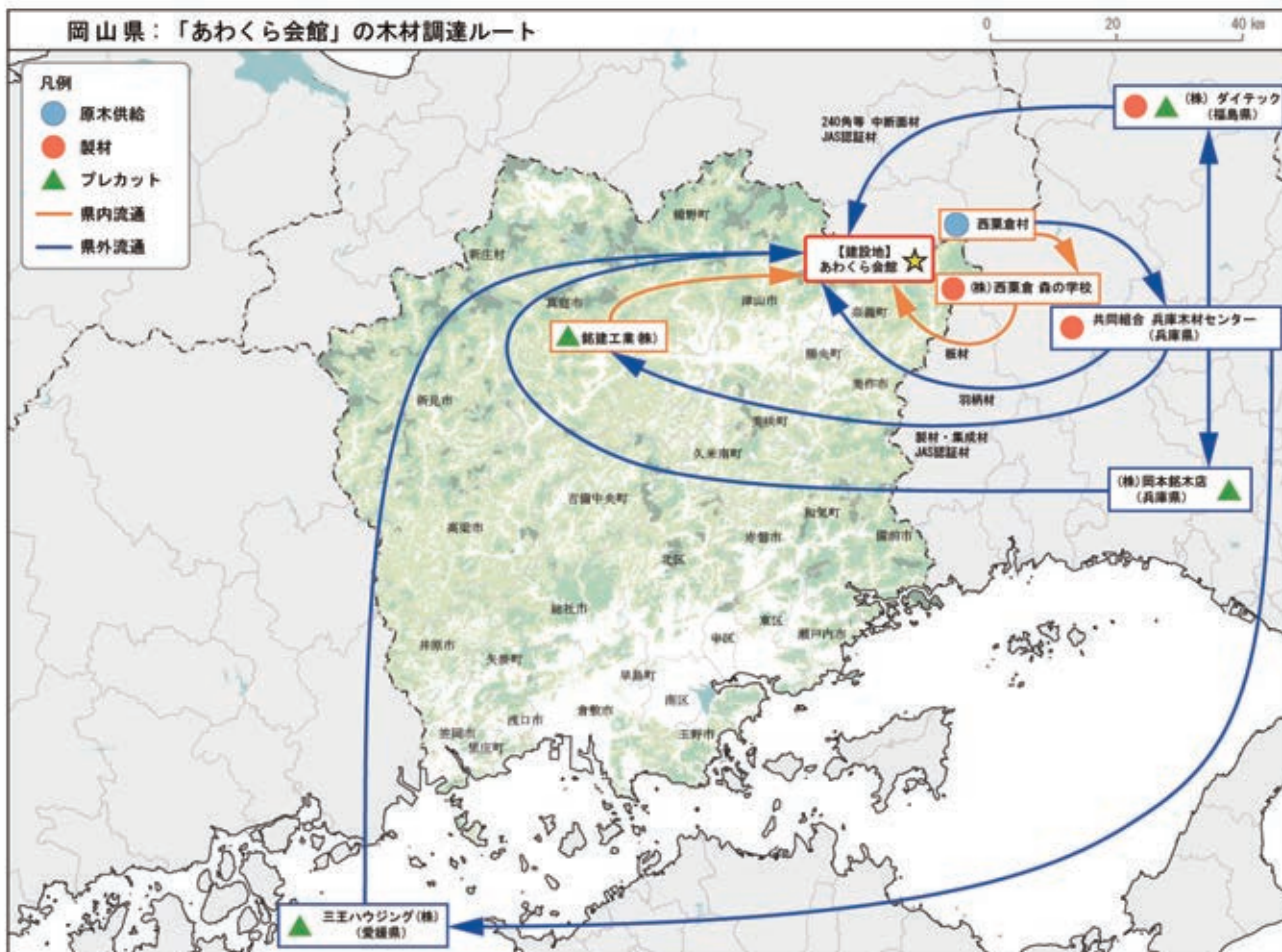 岡山県：「あわくら会館」の木材調達ルート
0 20 40 km
凡例
原木供給
製材
プレカット
県内流通
県外流通
(株) ダイテック
(福島県)
240角等 中断面材
JAS認証材
西粟倉村
【建設地】
あわくら会館
(株)西粟倉 森の学校
共同組合 兵庫木材センター
(兵庫県)
板材
羽柄材
銘建工業(株)
製材・集成材
JAS認証材
(株)岡本銘木店
(兵庫県)
三王ハウジング(株)
(愛媛県)
鏡野町
新庄村
真庭市
津山市
奈義町
勝央町
美作市
新見市
美咲町
久米南町
吉備中央町
和気町
高梁市
赤磐市
備前市
北区
総社市
東区
中区
瀬戸内市
井原市
矢掛町
早島町
南区
倉敷市
浅口市
笠岡市
里庄町
玉野市